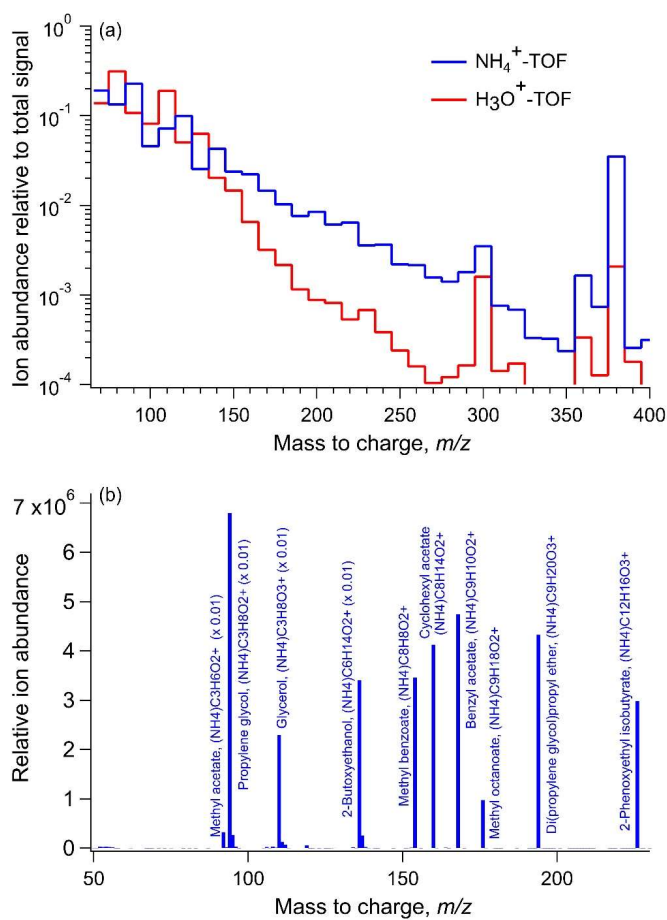 (a)
NH4+-TOF
H3O+-TOF
Ion abundance relative to total signal
10^0
10^-1
10^-2
10^-3
10^-4
100
150
200
250
300
350
400
Mass to charge, m/z
(b)
7 x10^6
6
5
4
3
2
1
0
Relative ion abundance
Methyl acetate, (NH4)C3H6O2+ (x 0.01)
Propylene glycol, (NH4)C3H8O2+ (x 0.01)
Glycerol, (NH4)C3H8O3+ (x 0.01)
2-Butoxyethanol, (NH4)C6H14O2+ (x 0.01)
Methyl benzoate, (NH4)C8H8O2+
Cyclohexyl acetate
(NH4)C8H14O2+
Benzyl acetate, (NH4)C9H10O2+
Methyl octanoate, (NH4)C9H18O2+
Di(propylene glycol)propyl ether, (NH4)C9H20O3+
2-Phenoxyethyl isobutyrate, (NH4)C12H16O3+
50
100
150
200
Mass to charge, m/z